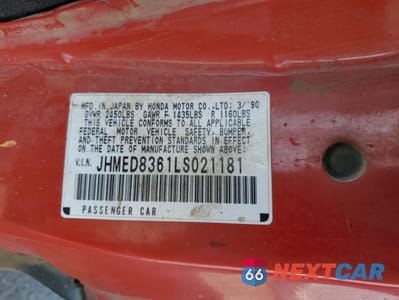 MFD. IN JAPAN BY HONDA MOTOR CO., LTD: 3/'90
GVWR 2450LBS GAWR F 1435LBS R 1160LBS
THIS VEHICLE CONFORMS TO ALL APPLICABLE
FEDERAL MOTOR VEHICLE SAFETY, BUMPER,
AND THEFT PREVENTION STANDARDS IN EFFECT
ON THE DATE OF MANUFACTURE SHOWN ABOVE.
V.I.N. JHMED8361LS021181
PASSENGER CAR
66 NEXTCAR